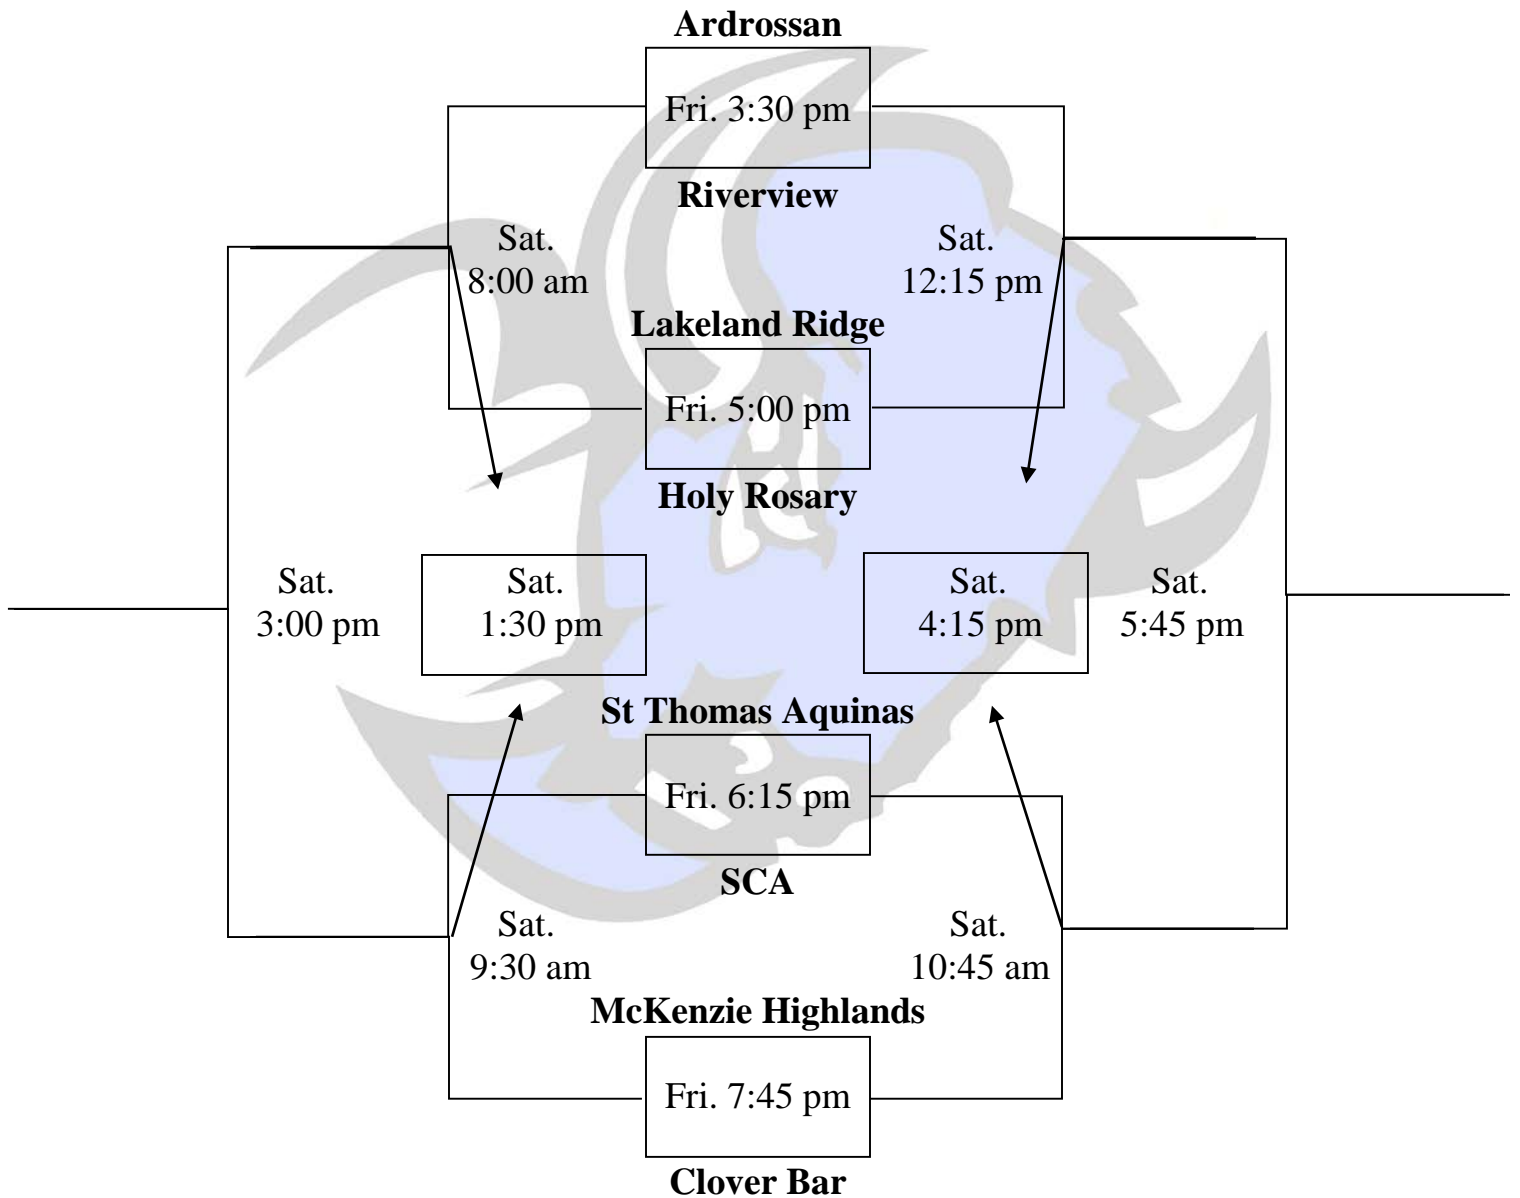 Ardrossan
Fri. 3:30 pm
Riverview
Sat.
8:00 am
Sat.
12:15 pm
Lakeland Ridge
Fri. 5:00 pm
Holy Rosary
Sat.
3:00 pm
Sat.
1:30 pm
Sat.
4:15 pm
Sat.
5:45 pm
St Thomas Aquinas
Fri. 6:15 pm
SCA
Sat.
9:30 am
Sat.
10:45 am
McKenzie Highlands
Fri. 7:45 pm
Clover Bar